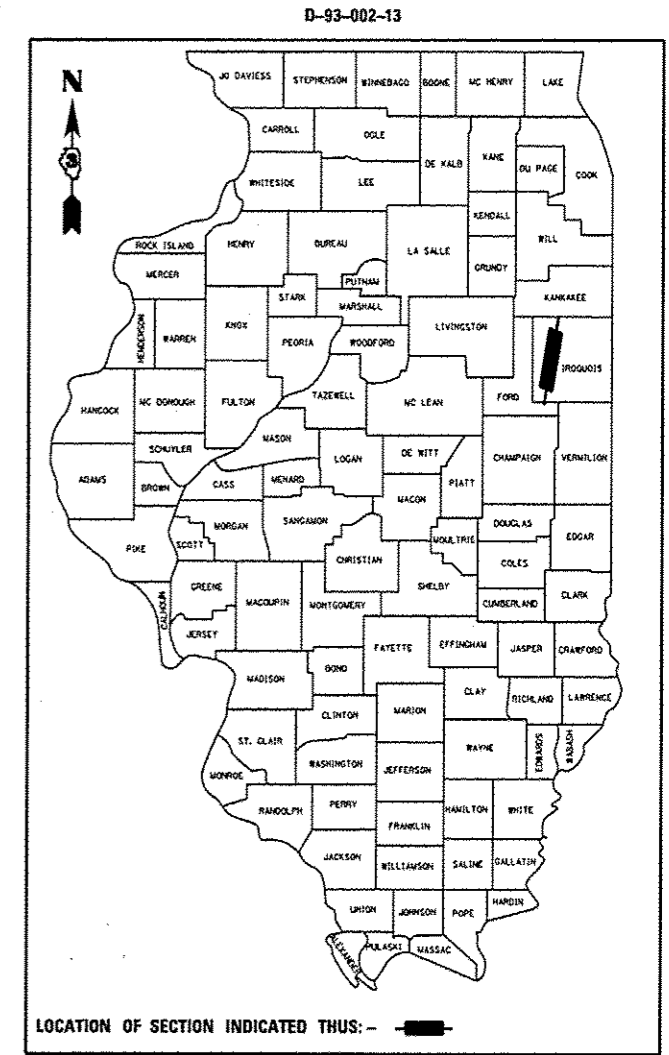 D-93-002-13
JO DAVIESS STEPHENSON WINNEBAGO BOONE MC HENRY LAKE
N
CARROLL OGLE
DE KALB KANE DU PAGE COOK
WHITESIDE LEE
KENDALL
ROCK ISLAND HENRY BUREAU LA SALLE WILL
MERCER PUTNAM GRUNDY
STARK MARSHALL KANKAKEE
HENDERSON WARREN KNOX PEORIA WOODFORD LIVINGSTON IROQUOIS
HANCOCK MC DONOUGH FULTON TAZEWELL MC LEAN FORD
MASON
SCHUYLER LOGAN DE WITT CHAMPAIGN VERMILION
ADAMS BROWN CASS MENARD PIATT
MACON
MORGAN SANGAMON DOUGLAS
PIKE SCOTT CHRISTIAN MOULTRIE EDGAR
COLES
GREENE SHELBY
CALHOUN MACOUPIN MONTGOMERY CUMBERLAND CLARK
JERSEY
FAYETTE EFFINGHAM JASPER CRAWFORD
BOND
MADISON CLAY RICHLAND LAWRENCE
CLINTON MARION
ST. CLAIR WAYNE EDWARDS WABASH
WASHINGTON JEFFERSON
MONROE
RANDOLPH PERRY HAMILTON WHITE
FRANKLIN
JACKSON WILLIAMSON SALINE GALLATIN
UNION JOHNSON POPE HARDIN
ALEXANDER PULASKI MASSAC
LOCATION OF SECTION INDICATED THUS: -